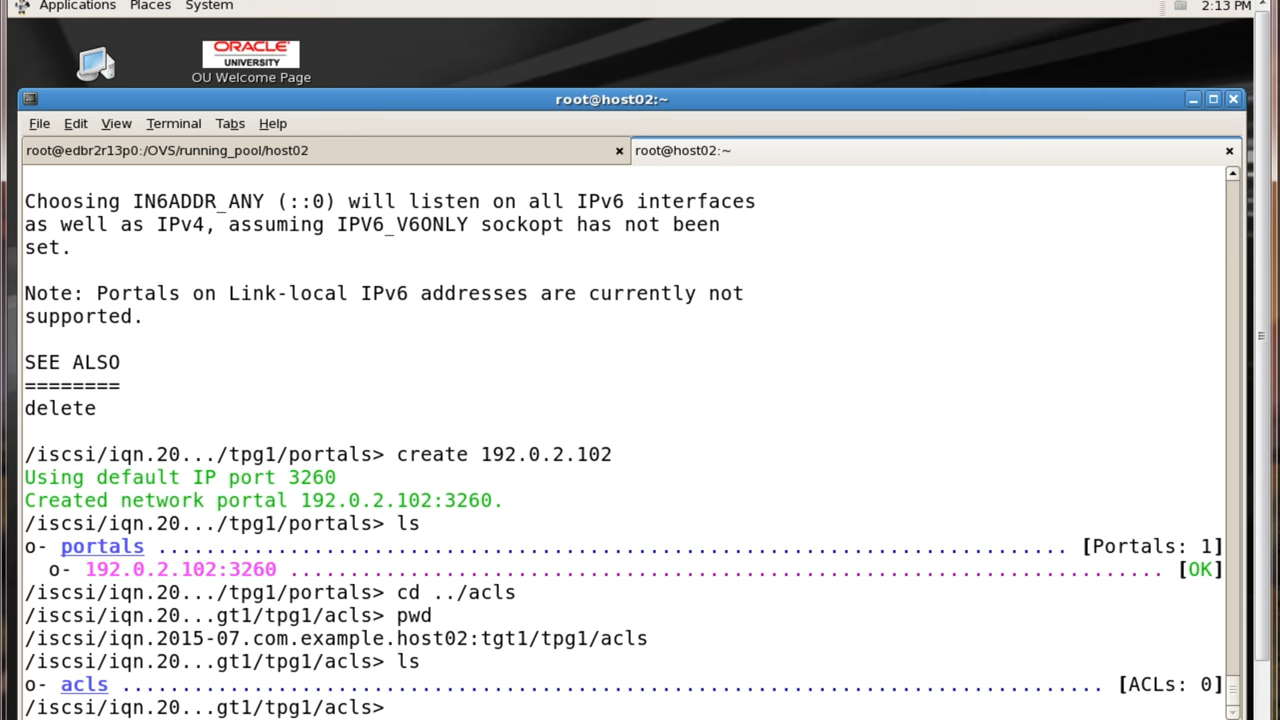 Applications Places System 2:13 PM
ORACLE
UNIVERSITY
OU Welcome Page
root@host02:~
File Edit View Terminal Tabs Help
root@edbr2r13p0:/OVS/running_pool/host02 root@host02:~
Choosing IN6ADDR_ANY (::0) will listen on all IPv6 interfaces
as well as IPv4, assuming IPV6_V6ONLY sockopt has not been
set.
Note: Portals on Link-local IPv6 addresses are currently not
supported.
SEE ALSO
========
delete
/iscsi/iqn.20.../tpg1/portals> create 192.0.2.102
Using default IP port 3260
Created network portal 192.0.2.102:3260.
/iscsi/iqn.20.../tpg1/portals> ls
o- portals ............................................................................ [Portals: 1]
o- 192.0.2.102:3260 ......................................................................... [OK]
/iscsi/iqn.20.../tpg1/portals> cd ../acls
/iscsi/iqn.20...gt1/tpg1/acls> pwd
/iscsi/iqn.2015-07.com.example.host02:tgt1/tpg1/acls
/iscsi/iqn.20...gt1/tpg1/acls> ls
o- acls .................................................................................. [ACLs: 0]
/iscsi/iqn.20...gt1/tpg1/acls>